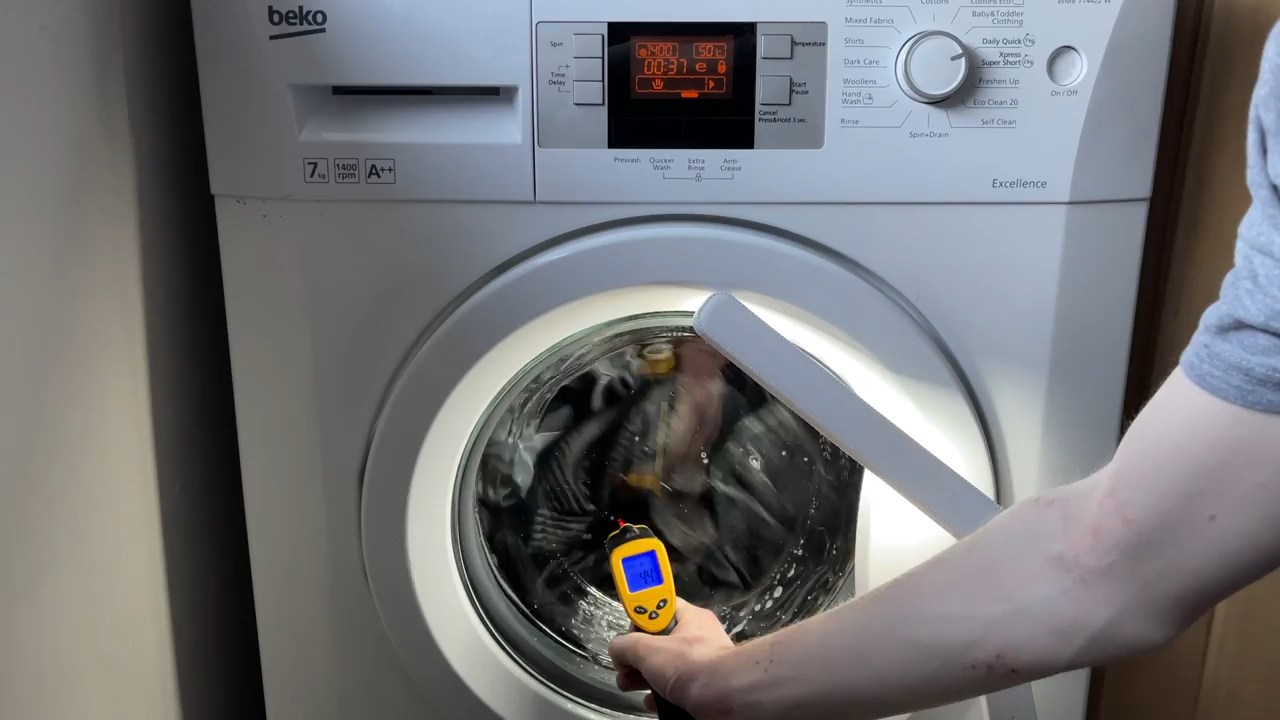 beko
Synthetics
Cottons
Cottons Eco
WMB 714422 W
Mixed Fabrics
Baby&Toddler
Clothing
Shirts
Daily Quick
Dark Care
Xpress
Super Short
Woollens
Freshen Up
Hand
Wash
Eco Clean 20
Rinse
Self Clean
Spin+Drain
On / Off
Spin
+
Time
Delay
-
1400
50°c
00:37 e
Temperature
Start
Pause
Cancel
Press&Hold 3 sec.
Prewash
Quicker
Wash
Extra
Rinse
Anti-
Crease
7kg
1400
rpm
A++
Excellence